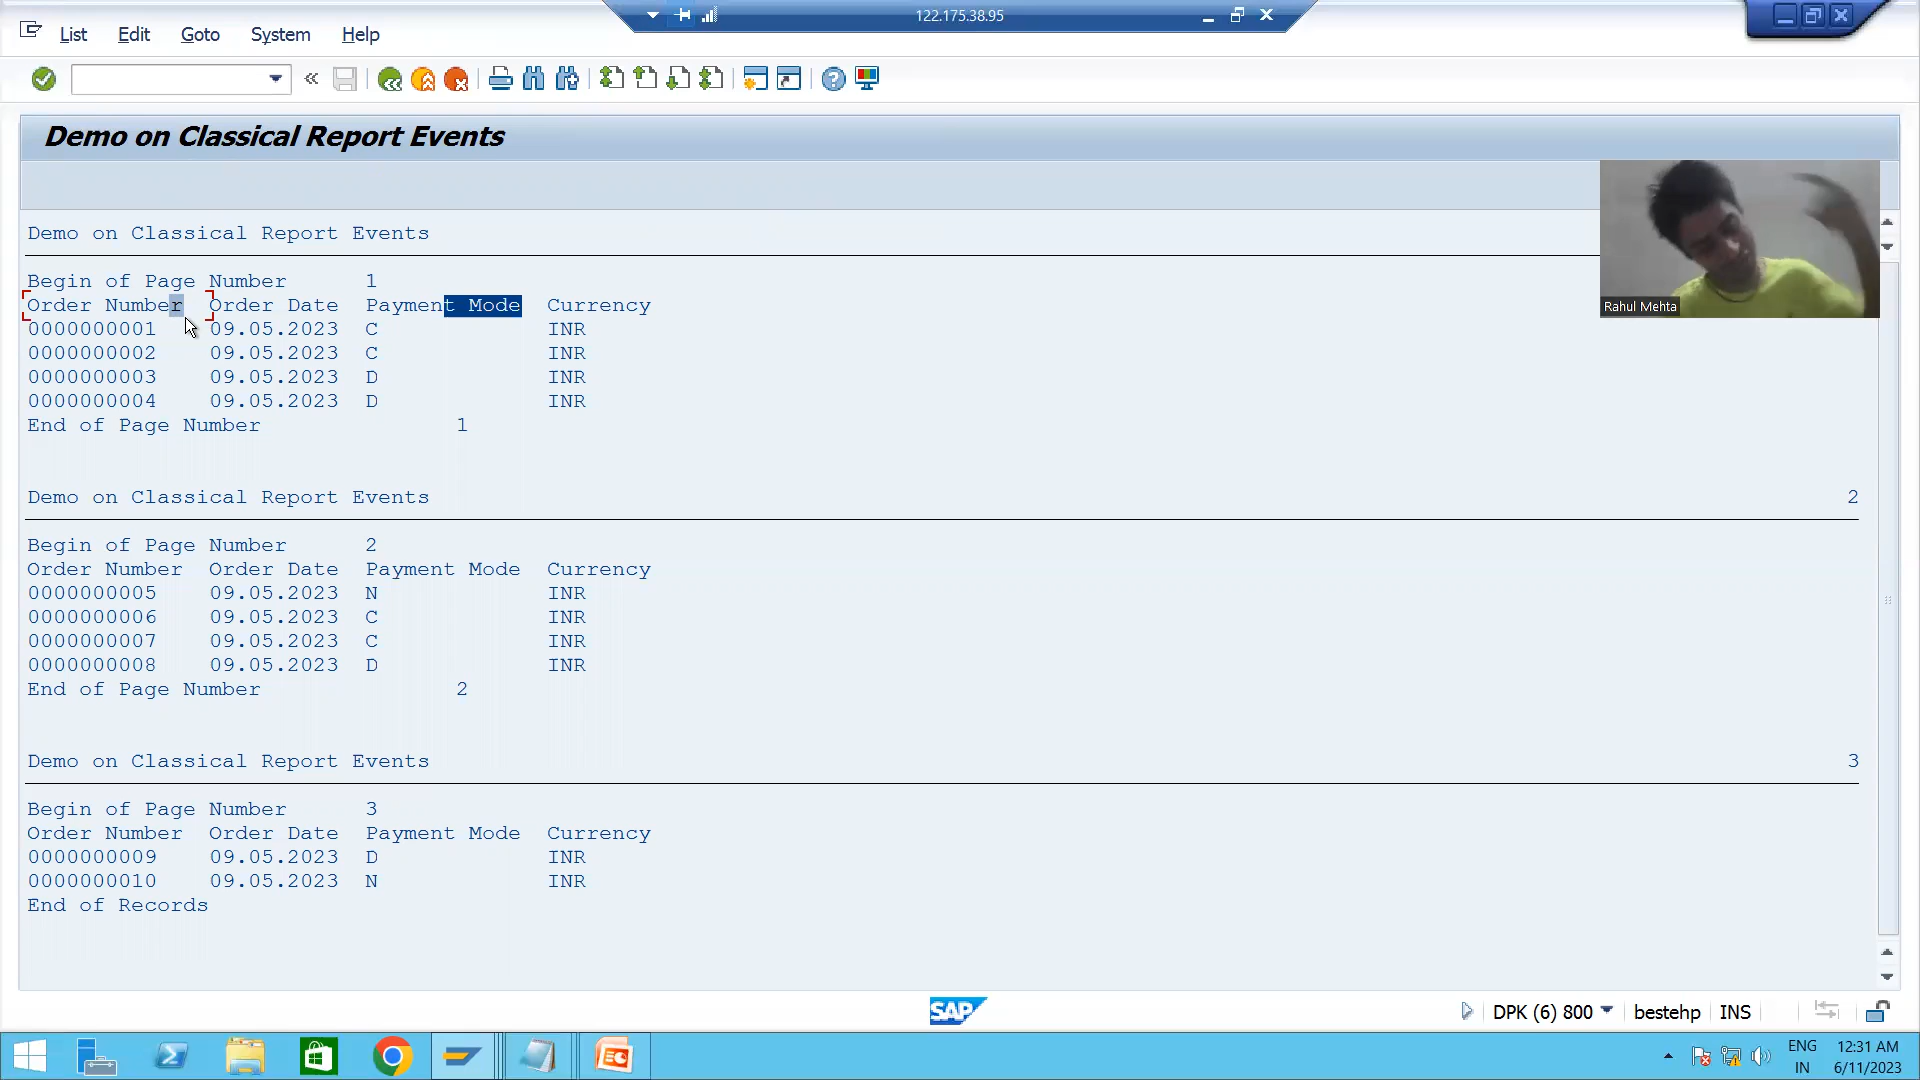 122.175.38.95
List Edit Goto System Help
Demo on Classical Report Events
Demo on Classical Report Events
Begin of Page Number 1
Order Number Order Date Payment Mode Currency
0000000001 09.05.2023 C INR
0000000002 09.05.2023 C INR
0000000003 09.05.2023 D INR
0000000004 09.05.2023 D INR
End of Page Number 1
Rahul Mehta
Demo on Classical Report Events 2
Begin of Page Number 2
Order Number Order Date Payment Mode Currency
0000000005 09.05.2023 N INR
0000000006 09.05.2023 C INR
0000000007 09.05.2023 C INR
0000000008 09.05.2023 D INR
End of Page Number 2
Demo on Classical Report Events 3
Begin of Page Number 3
Order Number Order Date Payment Mode Currency
0000000009 09.05.2023 D INR
0000000010 09.05.2023 N INR
End of Records
SAP DPK (6) 800 bestehp INS
ENG 12:31 AM
IN 6/11/2023